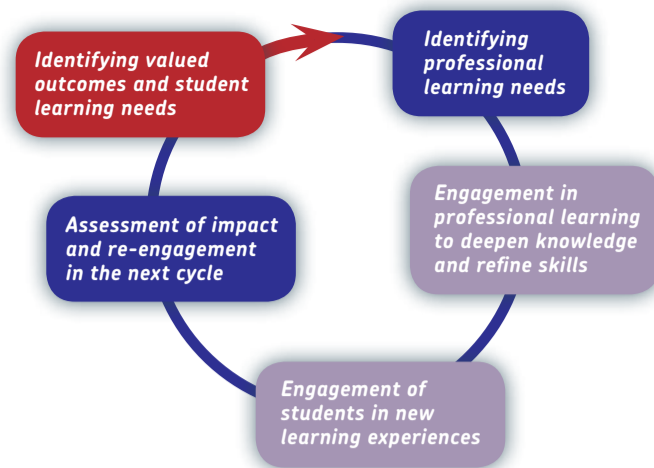 Identifying valued
outcomes and student
learning needs
Identifying
professional
learning needs
Engagement in
professional learning
to deepen knowledge
and refine skills
Engagement of
students in new
learning experiences
Assessment of impact
and re-engagement
in the next cycle